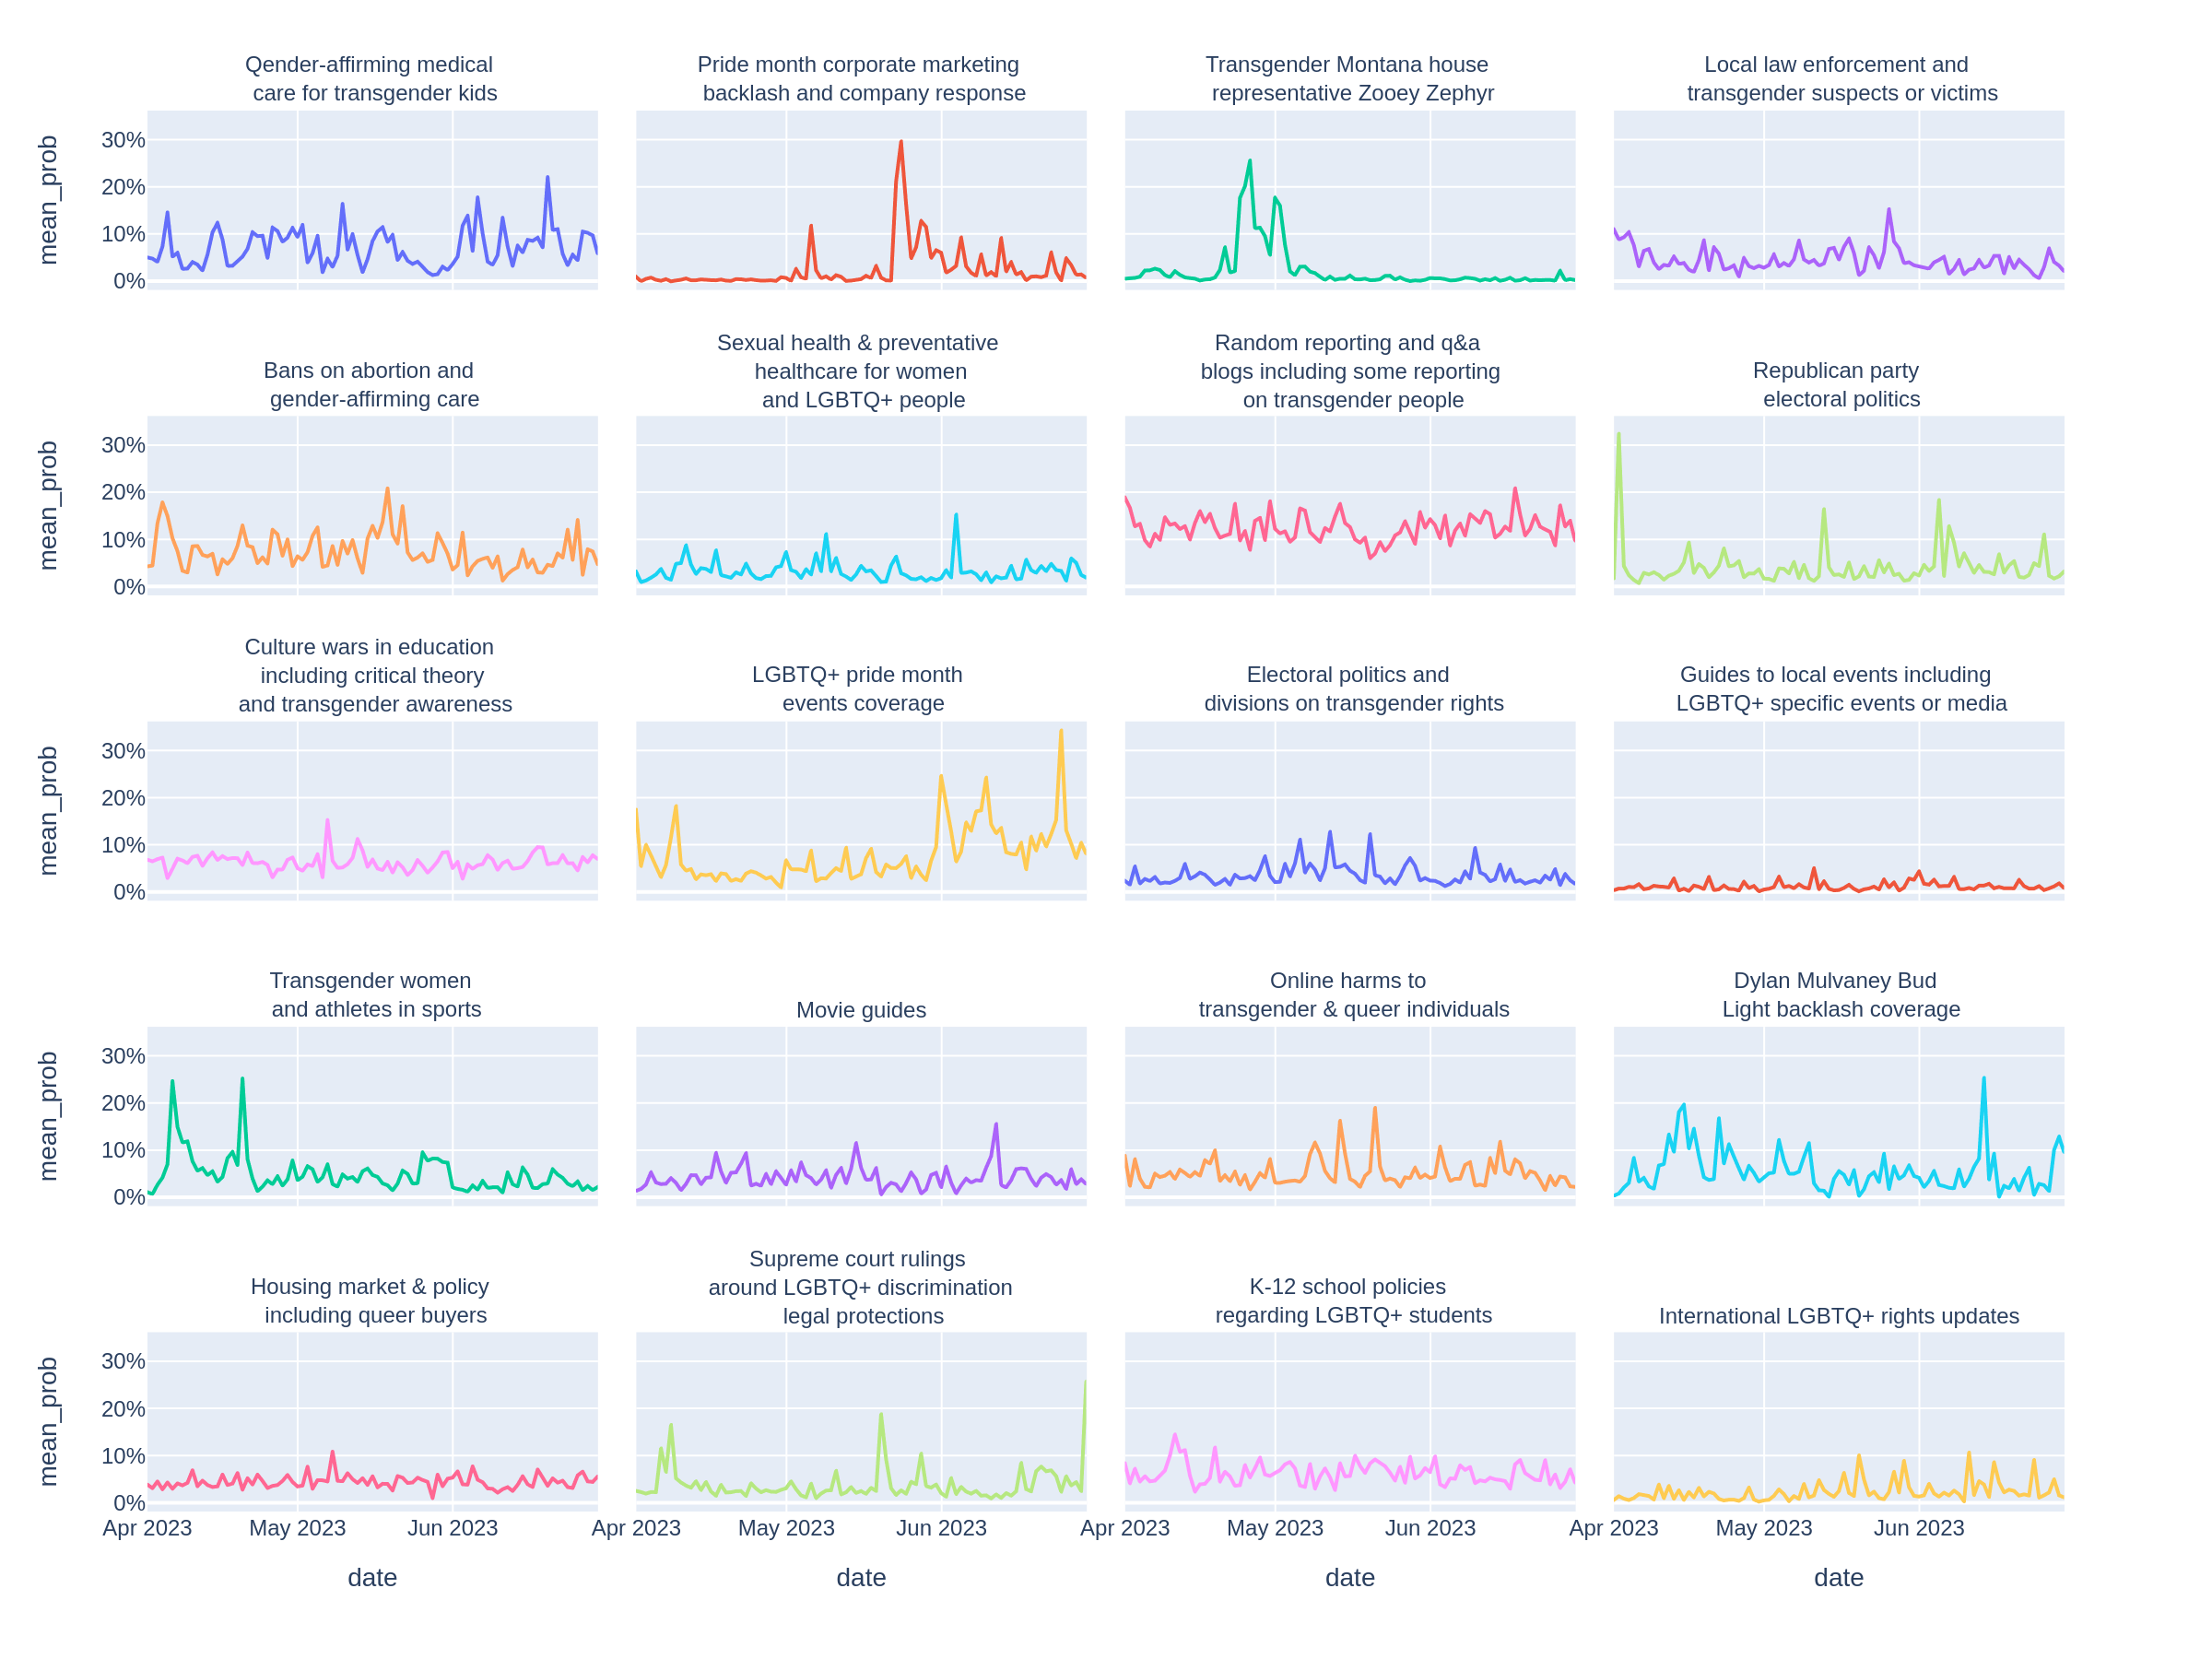 Qender-affirming medical
care for transgender kids
Pride month corporate marketing
backlash and company response
Transgender Montana house
representative Zooey Zephyr
Local law enforcement and
transgender suspects or victims
mean_prob
30%
20%
10%
0%
Bans on abortion and
gender-affirming care
Sexual health & preventative
healthcare for women
and LGBTQ+ people
Random reporting and q&a
blogs including some reporting
on transgender people
Republican party
electoral politics
mean_prob
30%
20%
10%
0%
Culture wars in education
including critical theory
and transgender awareness
LGBTQ+ pride month
events coverage
Electoral politics and
divisions on transgender rights
Guides to local events including
LGBTQ+ specific events or media
mean_prob
30%
20%
10%
0%
Transgender women
and athletes in sports
Movie guides
Online harms to
transgender & queer individuals
Dylan Mulvaney Bud
Light backlash coverage
mean_prob
30%
20%
10%
0%
Housing market & policy
including queer buyers
Supreme court rulings
around LGBTQ+ discrimination
legal protections
K-12 school policies
regarding LGBTQ+ students
International LGBTQ+ rights updates
mean_prob
30%
20%
10%
0%
Apr 2023 May 2023 Jun 2023 Apr 2023 May 2023 Jun 2023 Apr 2023 May 2023 Jun 2023 Apr 2023 May 2023 Jun 2023
date date date date